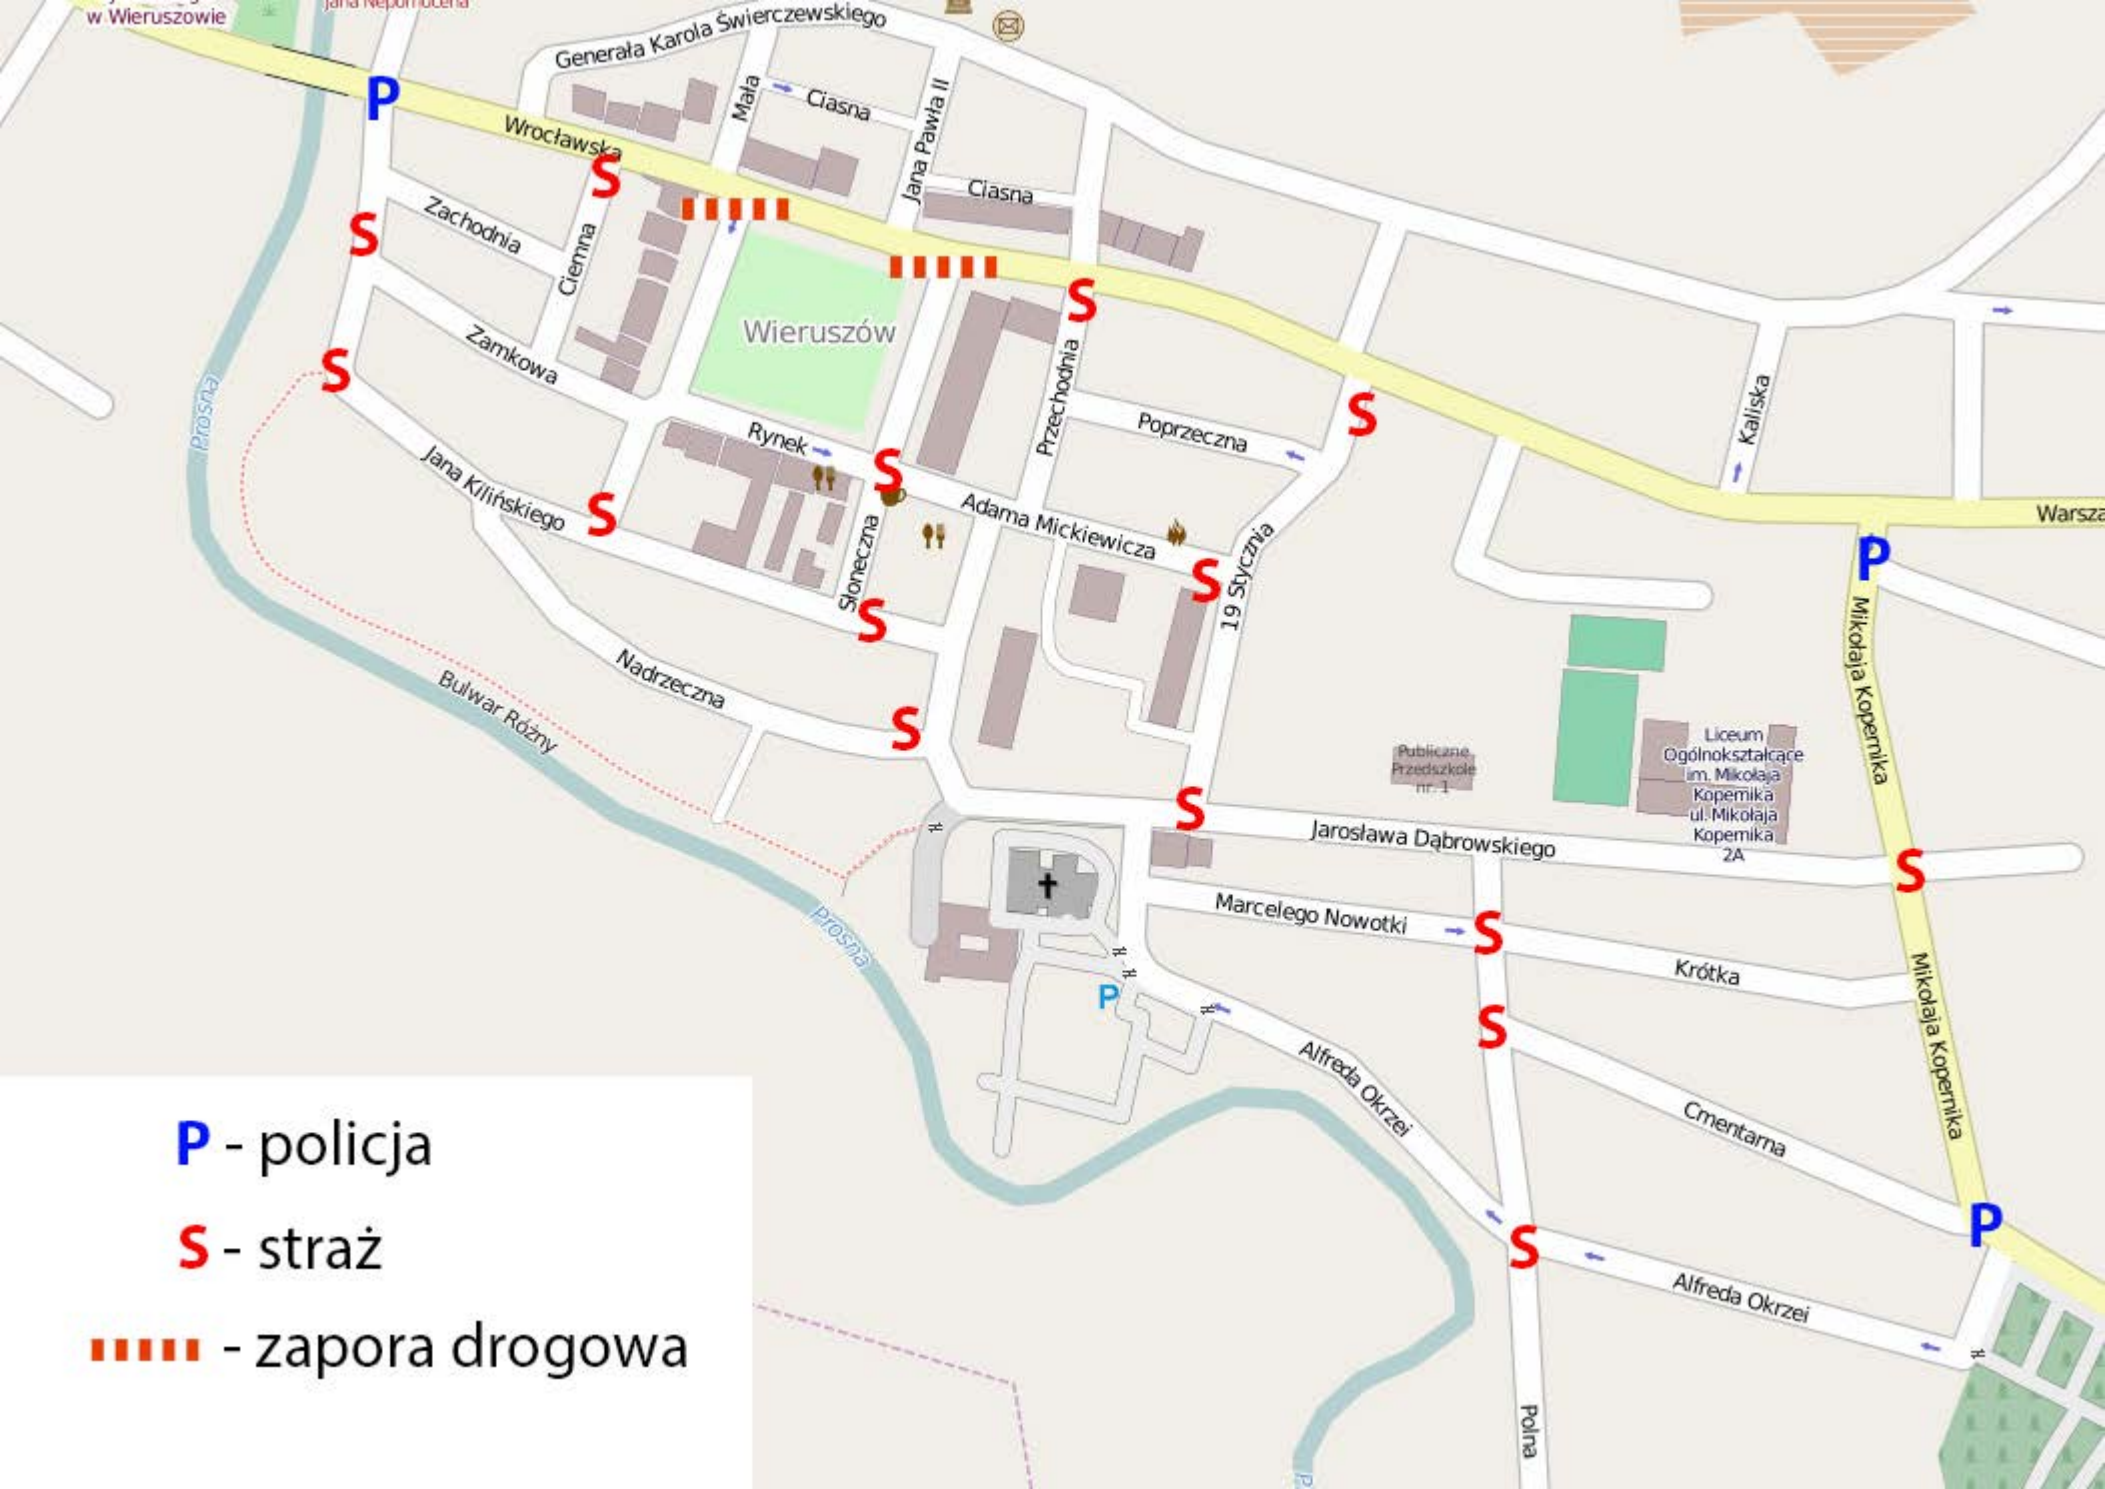 w Wieruszowie
Jana Nepomucena
Generała Karola Świerczewskiego
P
Wrocławska
Mała
Ciasna
Jana Pawła II
Ciasna
S
S
Zachodnia
Ciemna
Wieruszów
S
Prosna
S
Zamkowa
Przechodnia
Poprzeczna
S
Kaliska
Rynek
S
Jana Kilińskiego
S
Adama Mickiewicza
Warsza
P
S
19 Stycznia
Słoneczna
S
Mikołaja Kopernika
Nadrzeczna
Bulwar Różny
S
Liceum
Ogólnokształcące
im. Mikołaja
Kopernika
ul. Mikołaja
Kopernika
2A
Publiczne
Przedszkole
nr. 1
S
Jarosława Dąbrowskiego
S
Marcelego Nowotki
S
Krótka
Prosna
P
S
Mikołaja Kopernika
Alfreda Okrzei
Cmentarna
P
S
Alfreda Okrzei
Polna
P
P - policja
S - straż
- zapora drogowa